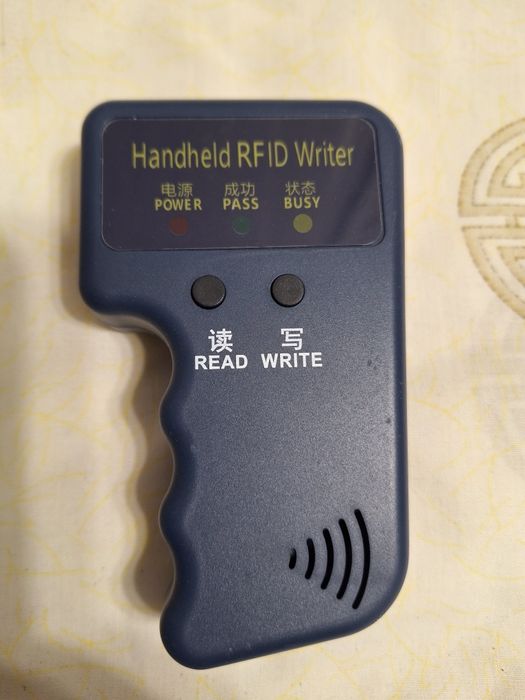 Handheld RFID Writer
电源 成功 状态
POWER PASS BUSY
读 写
READ WRITE